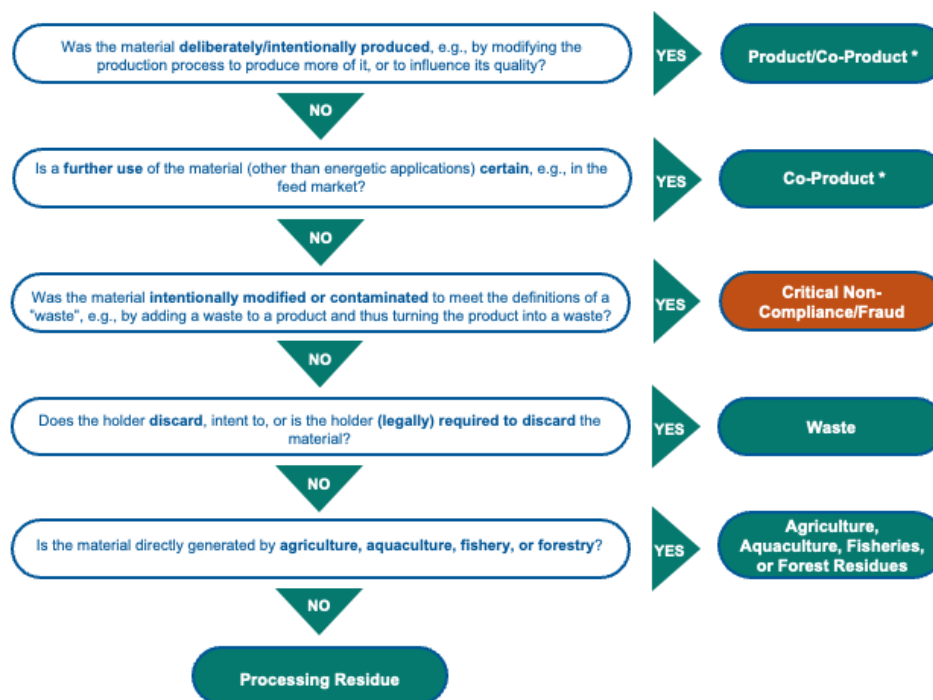 Was the material deliberately/intentionally produced, e.g., by modifying the
production process to produce more of it, or to influence its quality?
YES
Product/Co-Product *
NO
Is a further use of the material (other than energetic applications) certain, e.g., in the
feed market?
YES
Co-Product *
NO
Was the material intentionally modified or contaminated to meet the definitions of a
"waste", e.g., by adding a waste to a product and thus turning the product into a waste?
YES
Critical Non-
Compliance/Fraud
NO
Does the holder discard, intent to, or is the holder (legally) required to discard the
material?
YES
Waste
NO
Is the material directly generated by agriculture, aquaculture, fishery, or forestry?
YES
Agriculture,
Aquaculture, Fisheries,
or Forest Residues
NO
Processing Residue